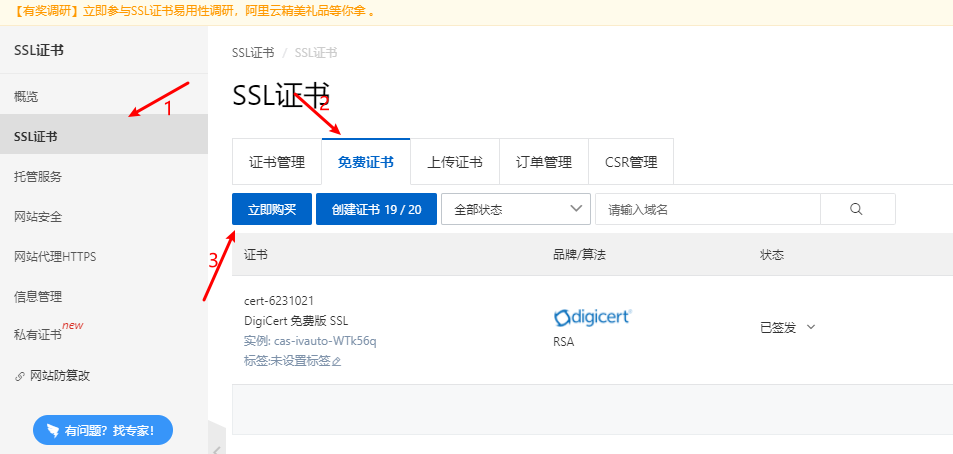 【有奖调研】立即参与SSL证书易用性调研，阿里云精美礼品等你拿 。
SSL证书
概览
1
SSL证书
托管服务
网站安全
网站代理HTTPS
信息管理
私有证书 new
网站防篡改
有问题？找专家！
SSL证书 / SSL证书
SSL证书
2
证书管理 免费证书 上传证书 订单管理 CSR管理
立即购买 创建证书 19 / 20 全部状态 请输入域名
3
证书 品牌/算法 状态
cert-6231021
DigiCert 免费版 SSL
实例: cas-ivauto-WTk56q
标签:未设置标签
digicert
RSA
已签发